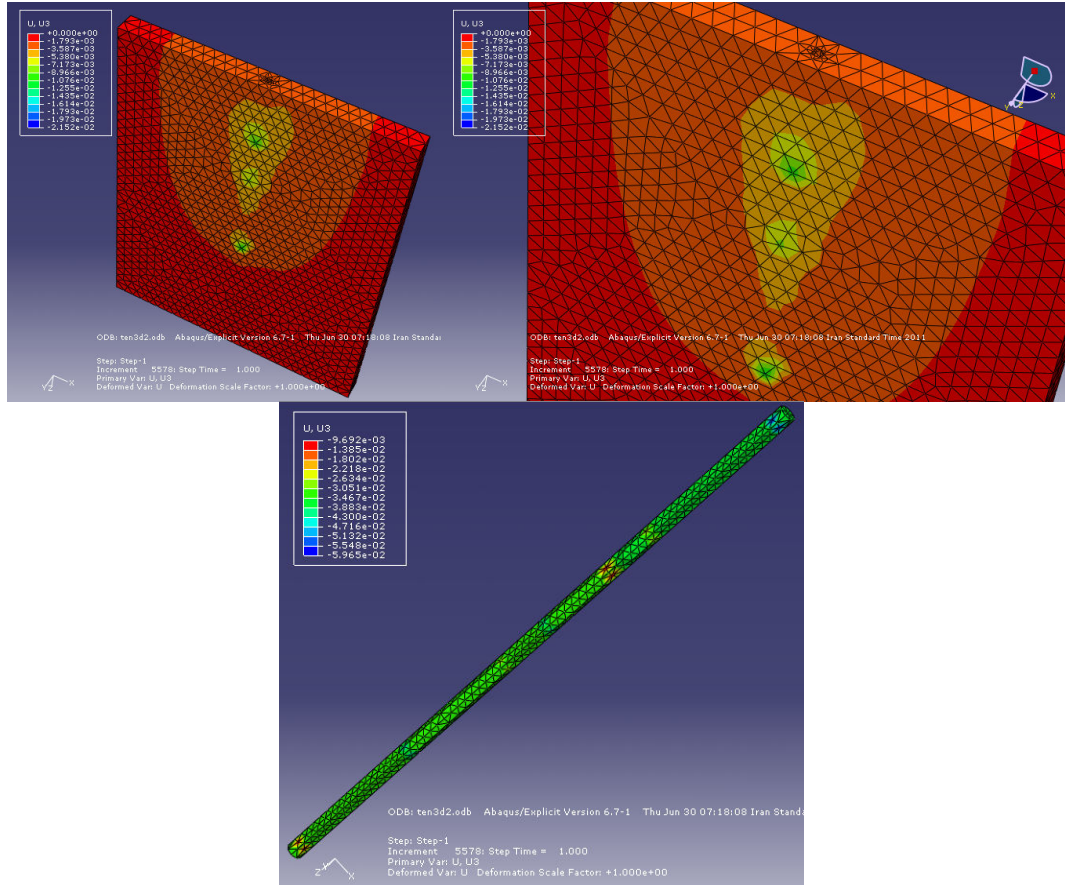 U, U3
+0.000e+00
-1.793e-03
-3.587e-03
-5.380e-03
-7.173e-03
-8.966e-03
-1.076e-02
-1.255e-02
-1.435e-02
-1.614e-02
-1.793e-02
-1.973e-02
-2.152e-02
ODB: ten3d2.odb Abaqus/Explicit Version 6.7-1 Thu Jun 30 07:18:08 Iran Standar
Step: Step-1
Increment 5578: Step Time = 1.000
Primary Var: U, U3
Deformed Var: U Deformation Scale Factor: +1.000e+00
Y
Z
X
U, U3
+0.000e+00
-1.793e-03
-3.587e-03
-5.380e-03
-7.173e-03
-8.966e-03
-1.076e-02
-1.255e-02
-1.435e-02
-1.614e-02
-1.793e-02
-1.973e-02
-2.152e-02
X
Y
ODB: ten3d2.odb Abaqus/Explicit Version 6.7-1 Thu Jun 30 07:18:08 Iran Standard Time 2011
Step: Step-1
Increment 5578: Step Time = 1.000
Primary Var: U, U3
Deformed Var: U Deformation Scale Factor: +1.000e+00
Y
Z
X
U, U3
-9.692e-03
-1.385e-02
-1.802e-02
-2.218e-02
-2.634e-02
-3.051e-02
-3.467e-02
-3.883e-02
-4.300e-02
-4.716e-02
-5.132e-02
-5.548e-02
-5.965e-02
ODB: ten3d2.odb Abaqus/Explicit Version 6.7-1 Thu Jun 30 07:18:08 Iran Standa
Step: Step-1
Increment 5578: Step Time = 1.000
Primary Var: U, U3
Deformed Var: U Deformation Scale Factor: +1.000e+00
Y
Z
X